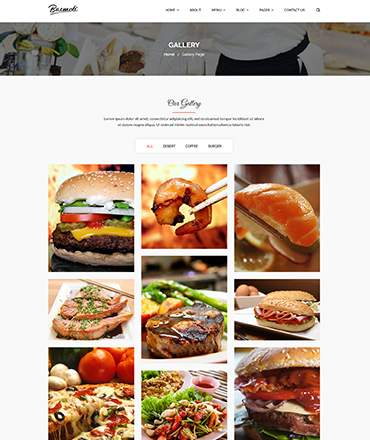 Basmoti
HOME ABOUT MENU BLOG PAGES CONTACT US
GALLERY
Home Gallery Page
Our Gallery
Lorem ipsum dolor sit amet, consectetur adipisicing elit, sed do eiusmod tempor incididunt ut
labore et dolore magna aliqua. Ut enim ad minim veniam, nostrud exercitation ullamco laboris nisi.
ALL DESERT COFFEE BURGER